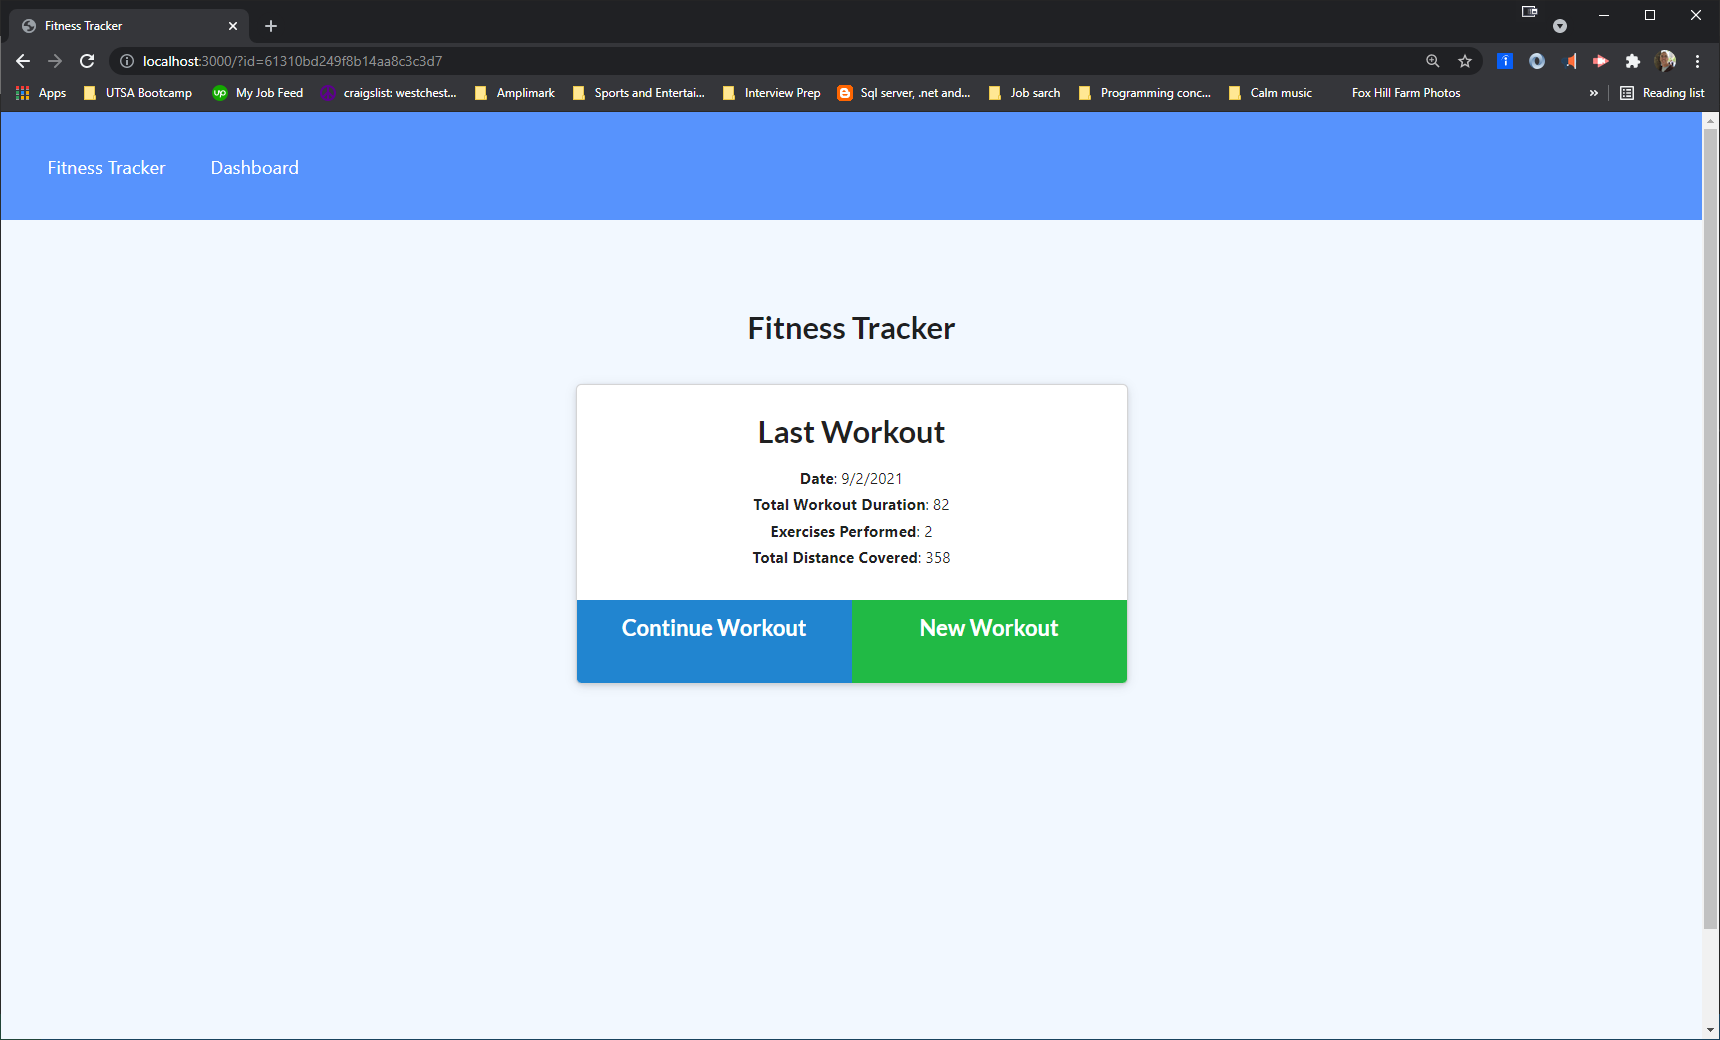 Fitness Tracker
localhost:3000/?id=61310bd249f8b14aa8c3c3d7
Apps UTSA Bootcamp up My Job Feed craigslist: westchest... Amplimark Sports and Entertai... Interview Prep Sql server, .net and... Job sarch Programming conc... Calm music Fox Hill Farm Photos » Reading list
Fitness Tracker Dashboard
Fitness Tracker
Last Workout
Date: 9/2/2021
Total Workout Duration: 82
Exercises Performed: 2
Total Distance Covered: 358
Continue Workout New Workout